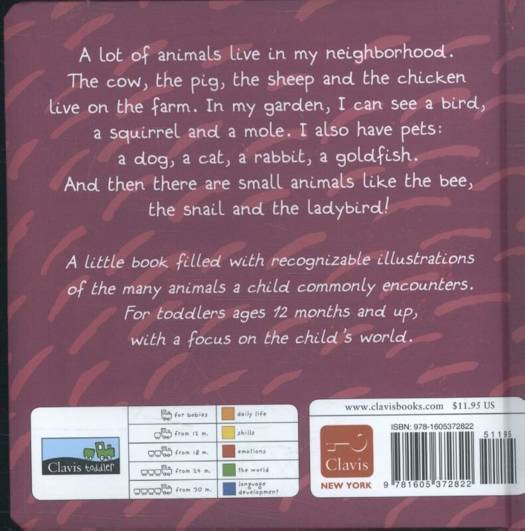 A lot of animals live in my neighborhood.
The cow, the pig, the sheep and the chicken
live on the farm. In my garden, I can see a bird,
a squirrel and a mole. I also have pets:
a dog, a cat, a rabbit, a goldfish.
And then there are small animals like the bee,
the snail and the ladybird!
A little book filled with recognizable illustrations
of the many animals a child commonly encounters.
For toddlers ages 12 months and up,
with a focus on the child's world.
Clavis toddler
for babies
from 12 m.
from 18 m.
from 24 m.
from 30 m.
daily life
skills
emotions
the world
language
development
www.clavisbooks.com $11.95 US
Clavis
NEW YORK
ISBN: 978-1605372822
51195
9 781605 372822